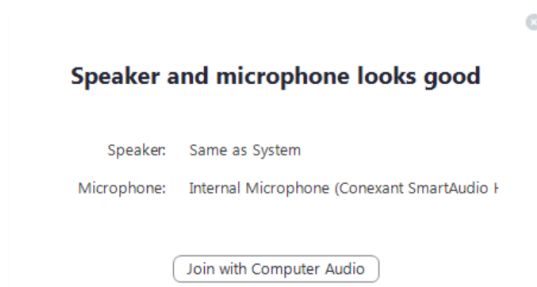 Speaker and microphone looks good
Speaker: Same as System
Microphone: Internal Microphone (Conexant SmartAudio
Join with Computer Audio